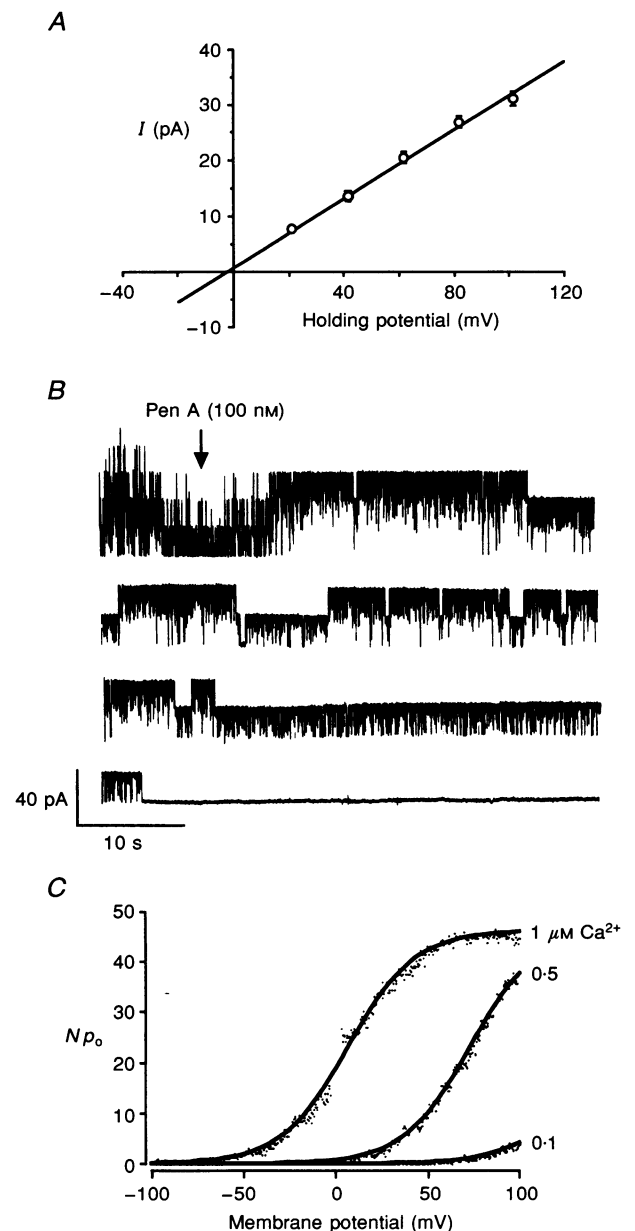 A
40
30
I (pA)
20
10
−40
0
40
80
120
−10
Holding potential (mV)
B
Pen A (100 nM)
40 pA
10 s
C
50
1 μM Ca²⁺
40
0·5
30
Npₒ
20
10
0·1
0
−100
−50
0
50
100
Membrane potential (mV)